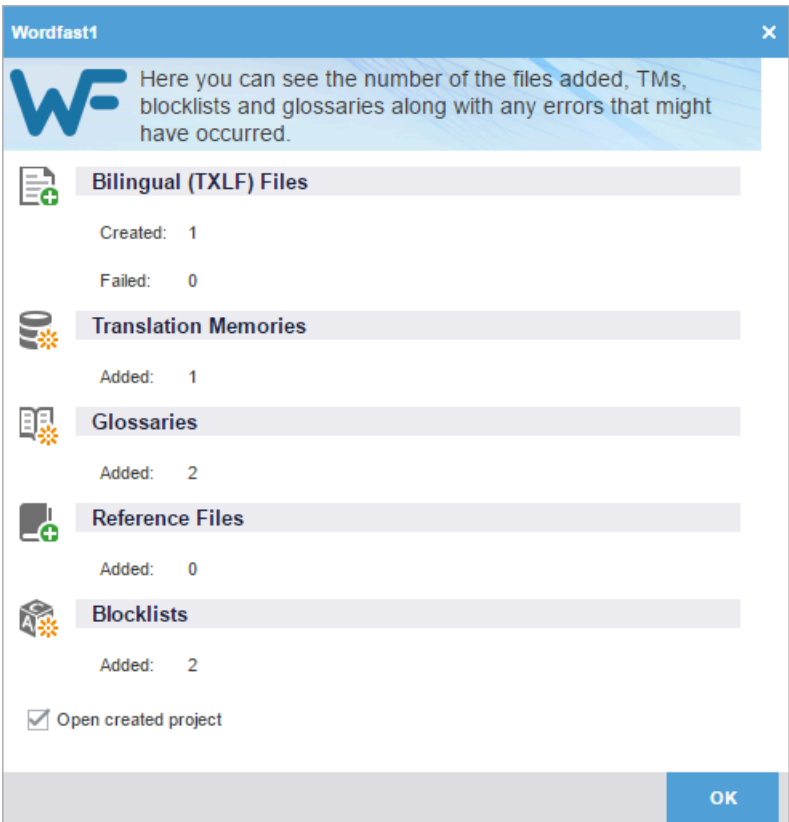 Wordfast1
WF
Here you can see the number of the files added, TMs,
blocklists and glossaries along with any errors that might
have occurred.
Bilingual (TXLF) Files
Created: 1
Failed: 0
Translation Memories
Added: 1
Glossaries
Added: 2
Reference Files
Added: 0
Blocklists
Added: 2
Open created project
OK